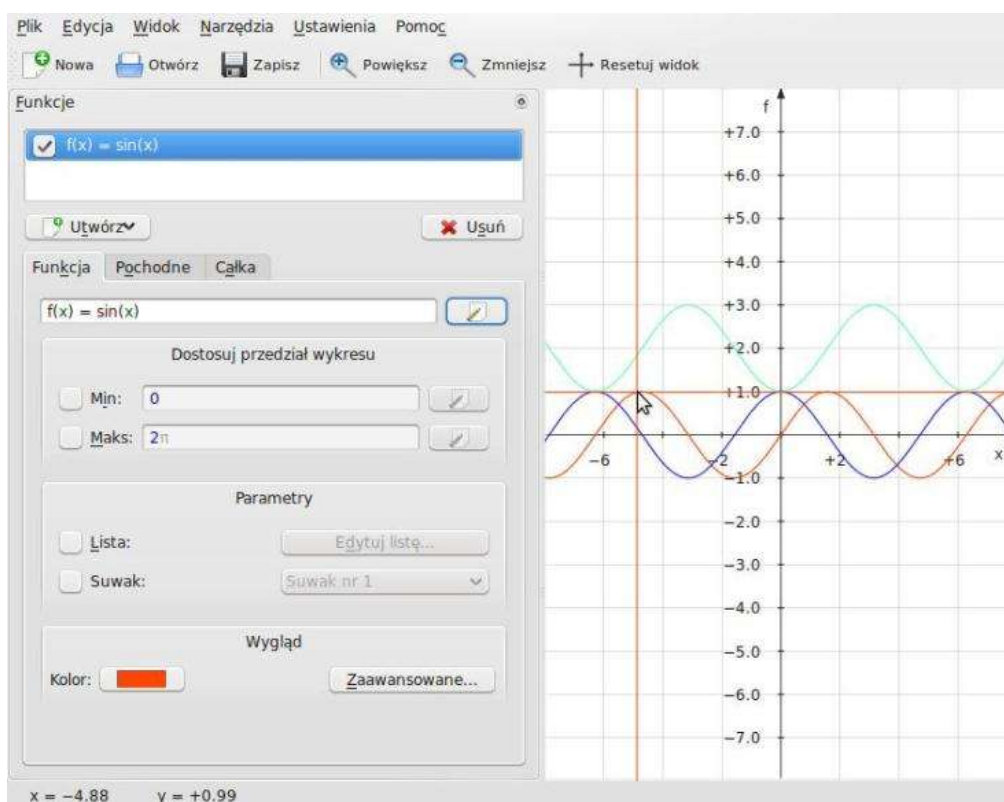 Plik Edycja Widok Narzędzia Ustawienia Pomoc
Nowa Otwórz Zapisz Powiększ Zmniejsz Resetuj widok
Funkcje
f(x) = sin(x)
Utwórz Usuń
Funkcja Pochodne Całka
f(x) = sin(x)
Dostosuj przedział wykresu
Min: 0
Maks: 2π
Parametry
Lista: Edytuj listę...
Suwak: Suwak nr 1
Wygląd
Kolor: Zaawansowane...
f
+7.0
+6.0
+5.0
+4.0
+3.0
+2.0
+1.0
−6 −2 +2 +6 x
−1.0
−2.0
−3.0
−4.0
−5.0
−6.0
−7.0
x = −4.88 y = +0.99